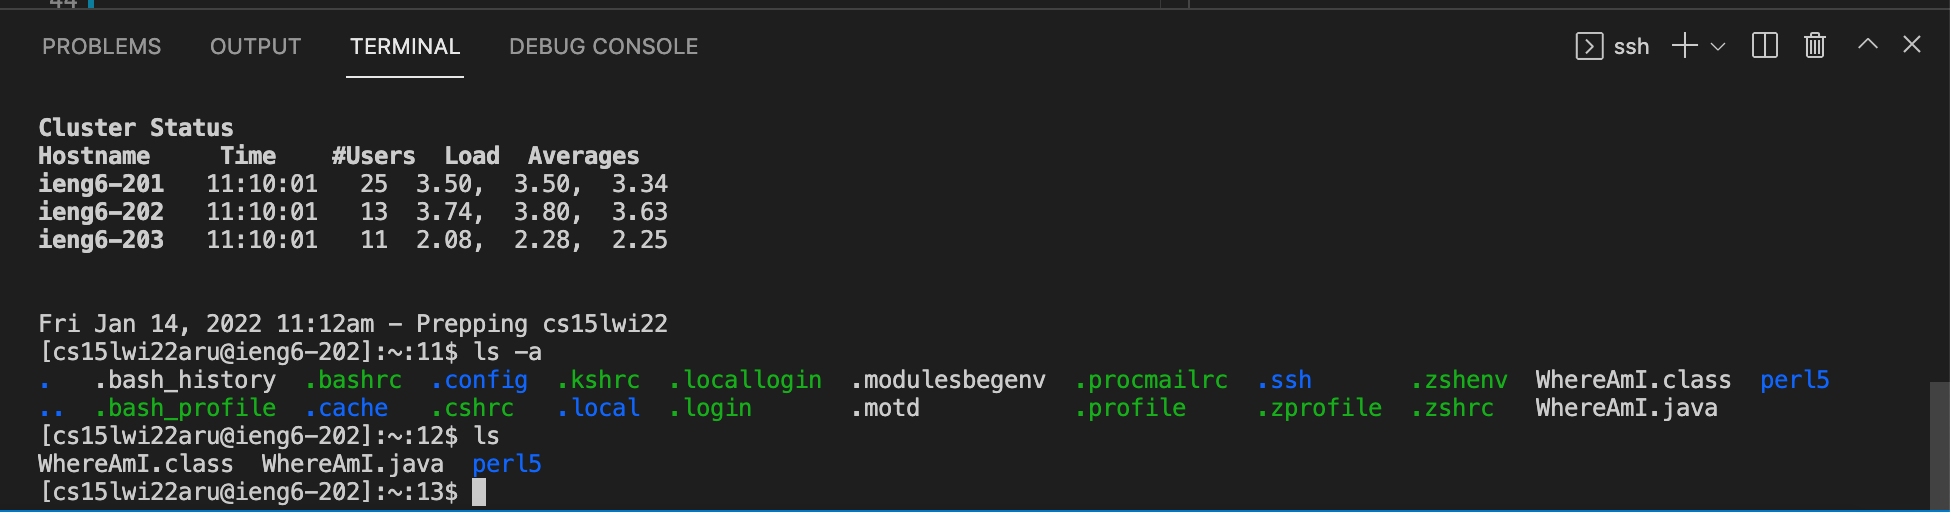 44
PROBLEMS OUTPUT TERMINAL DEBUG CONSOLE ssh
Cluster Status
Hostname Time #Users Load Averages
ieng6-201 11:10:01 25 3.50, 3.50, 3.34
ieng6-202 11:10:01 13 3.74, 3.80, 3.63
ieng6-203 11:10:01 11 2.08, 2.28, 2.25
Fri Jan 14, 2022 11:12am - Prepping cs15lwi22
[cs15lwi22aru@ieng6-202]:~:11$ ls -a
. .bash_history .bashrc .config .kshrc .locallogin .modulesbegenv .procmailrc .ssh .zshenv WhereAmI.class perl5
.. .bash_profile .cache .cshrc .local .login .motd .profile .zprofile .zshrc WhereAmI.java
[cs15lwi22aru@ieng6-202]:~:12$ ls
WhereAmI.class WhereAmI.java perl5
[cs15lwi22aru@ieng6-202]:~:13$